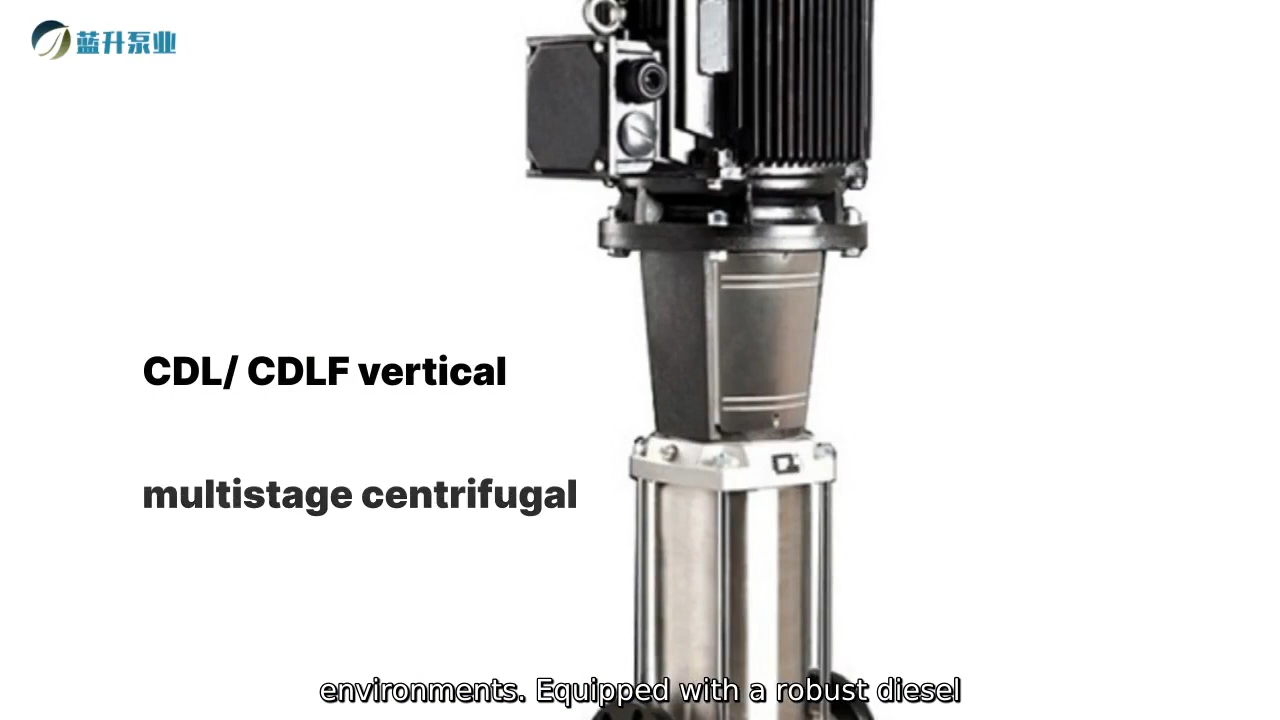 蓝升泵业
CDL/ CDLF vertical
multistage centrifugal
environments. Equipped with a robust diesel